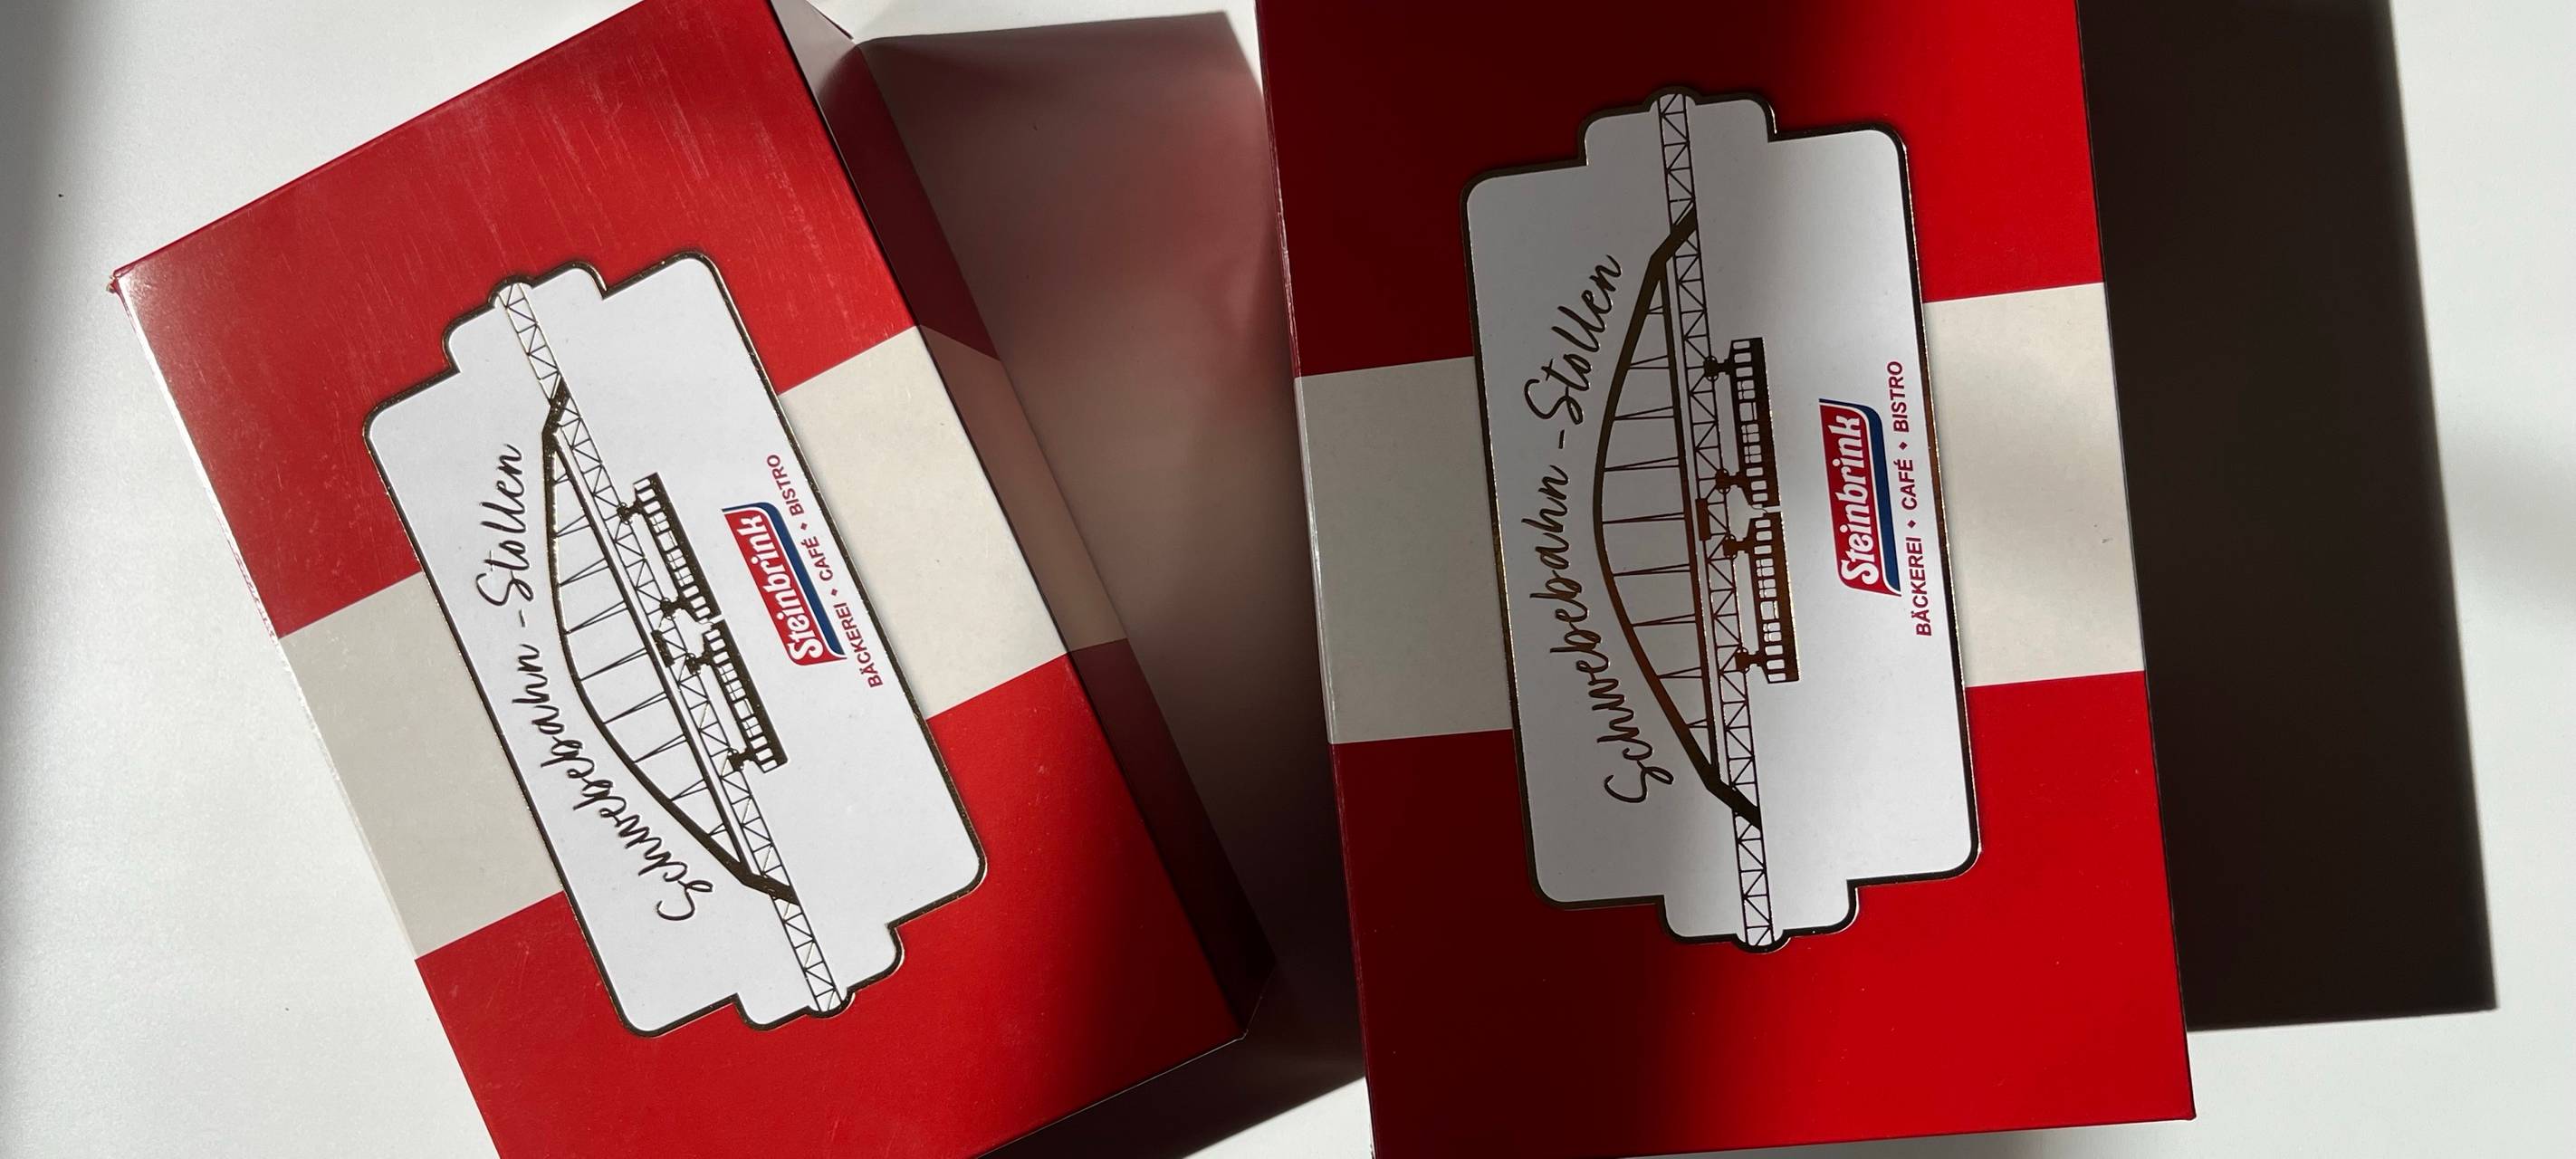 Schwebebahn-Stollen
Steinbrink
BÄCKEREI • CAFÉ • BISTRO
Schwebebahn-Stollen
Steinbrink
BÄCKEREI • CAFÉ • BISTRO